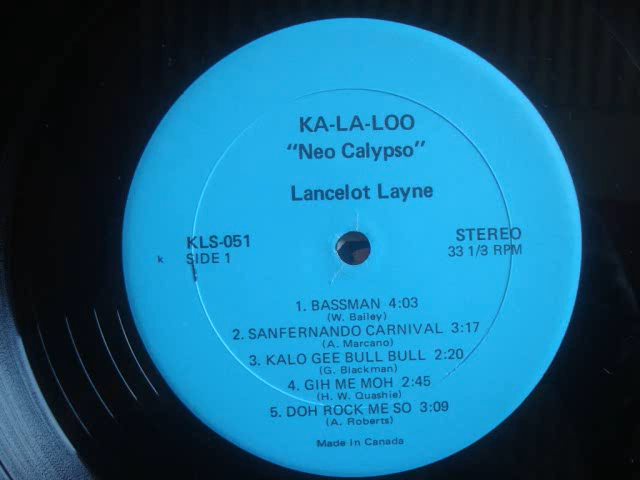 KA-LA-LOO
"Neo Calypso"
Lancelot Layne
KLS-051
k SIDE 1
STEREO
33 1/3 RPM
1. BASSMAN 4:03
(W. Bailey)
2. SANFERNANDO CARNIVAL 3:17
(A. Marcano)
3. KALO GEE BULL BULL 2:20
(G. Blackman)
4. GIH ME MOH 2:45
(H. W. Quashie)
5. DOH ROCK ME SO 3:09
(A. Roberts)
Made In Canada